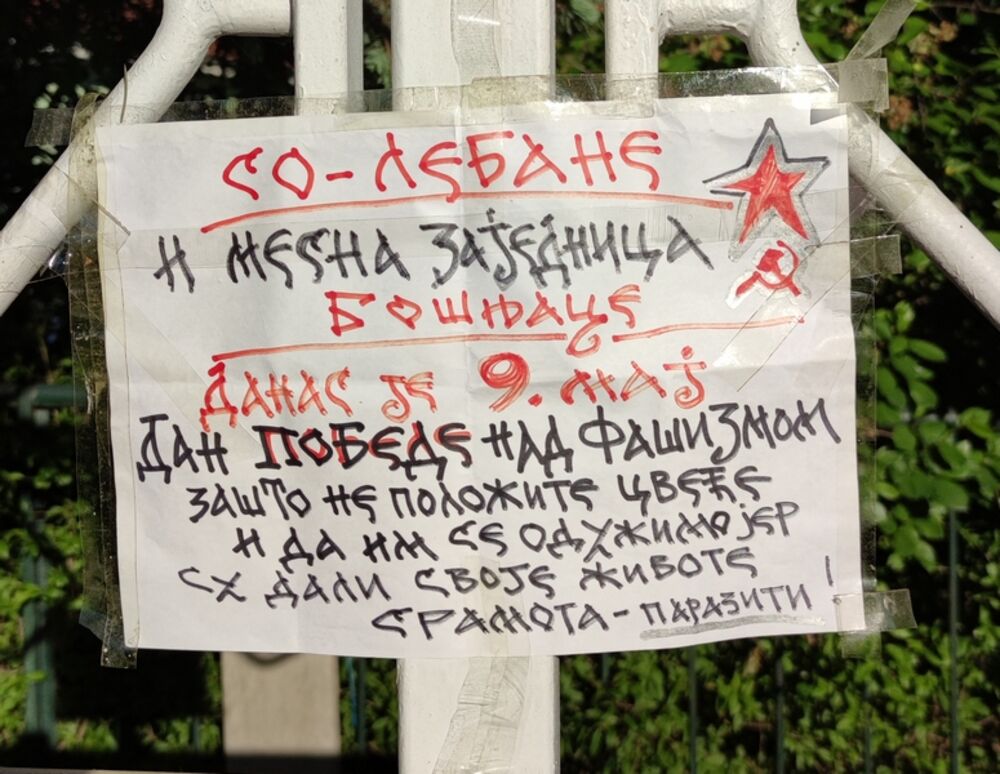 СО-ЛЕБАНЕ
И МЕСНА ЗАЈЕДНИЦА
БОШЊАЦЕ
ДАНАС ЈЕ 9. МАЈ
ДАН ПОБЕДЕ НАД ФАШИЗМОМ
ЗАШТО НЕ ПОЛОЖИТЕ ЦВЕЋЕ
И ДА ИМ СЕ ОДУЖИМО ЈЕР
СУ ДАЛИ СВОЈЕ ЖИВОТЕ
СРАМОТА - ПАРАЗИТИ !